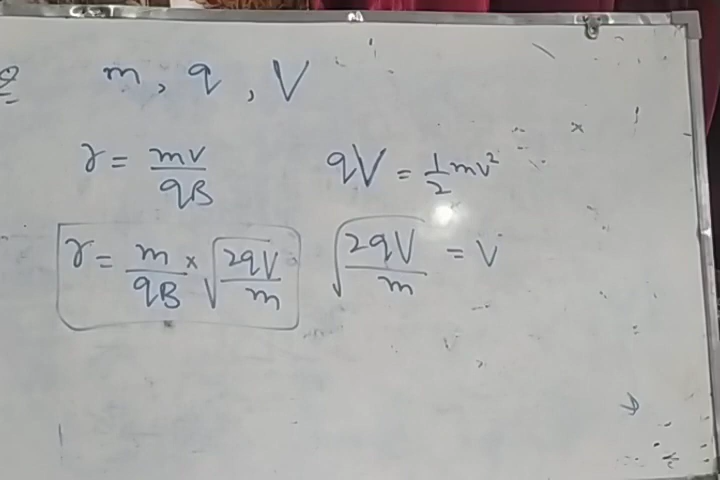 Q m, q, V
r = mv/qB qV = 1/2 mv²
r = m/qB × √(2qV/m) √(2qV/m) = v